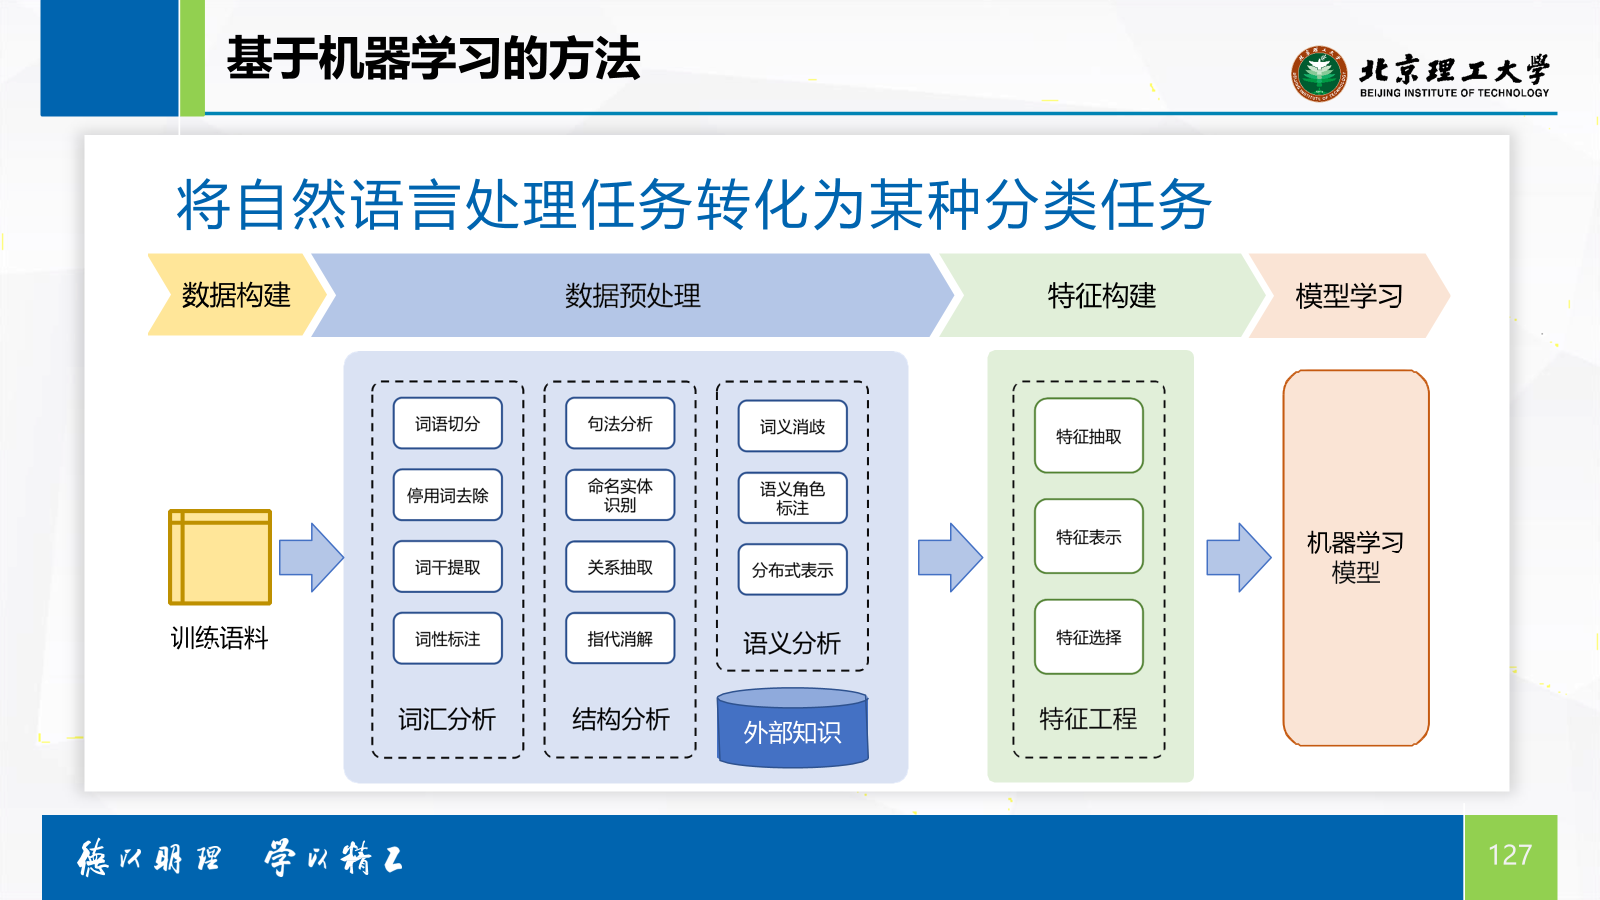 基于机器学习的方法
北京理工大学
BEIJING INSTITUTE OF TECHNOLOGY
将自然语言处理任务转化为某种分类任务
数据构建
数据预处理
特征构建
模型学习
训练语料
词语切分
停用词去除
词干提取
词性标注
词汇分析
句法分析
命名实体
识别
关系抽取
指代消解
结构分析
词义消歧
语义角色
标注
分布式表示
语义分析
外部知识
特征抽取
特征表示
特征选择
特征工程
机器学习
模型
德以明理 学以精工
127